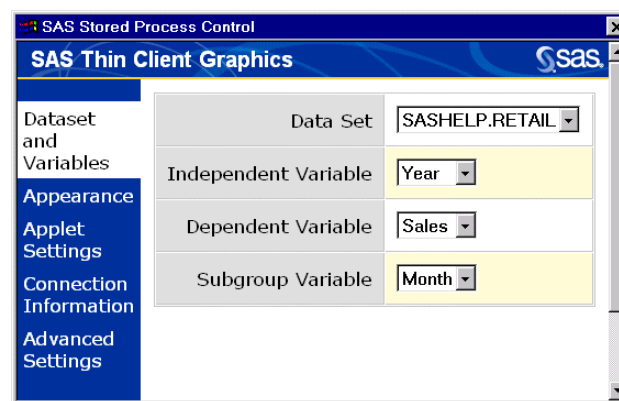 SAS Stored Process Control
SAS Thin Client Graphics
sas.
Dataset
and
Variables
Appearance
Applet
Settings
Connection
Information
Advanced
Settings
Data Set SASHELP.RETAIL
Independent Variable Year
Dependent Variable Sales
Subgroup Variable Month